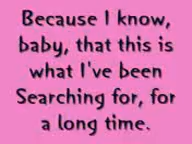 Because I know,
baby, that this is
what I've been
Searching for, for
a long time.